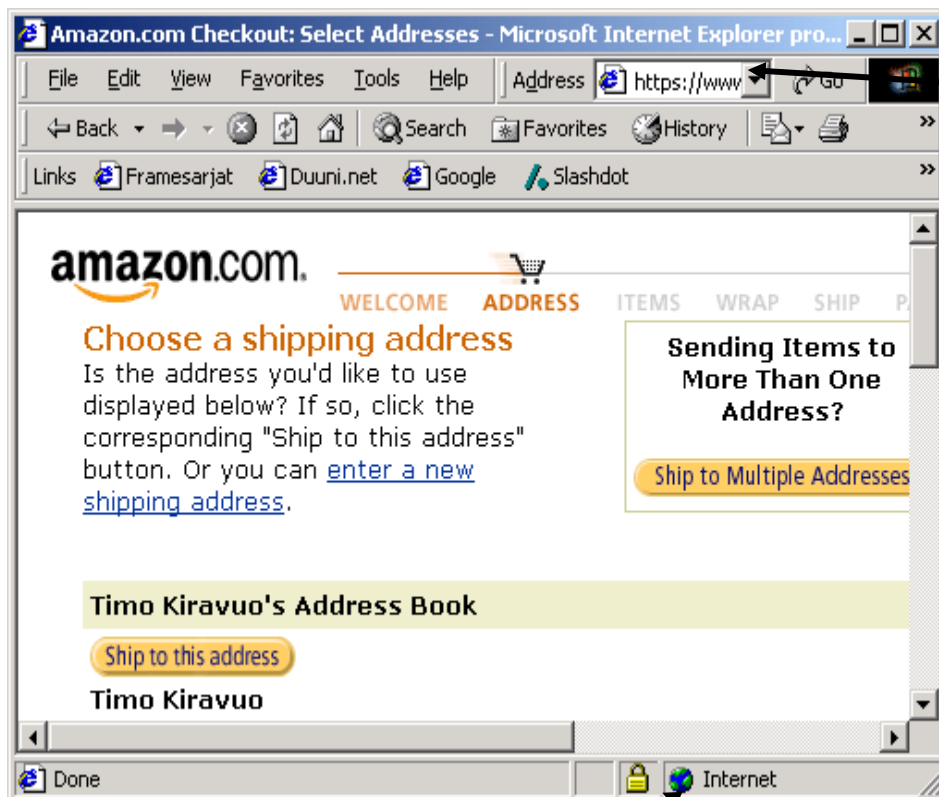 Amazon.com Checkout: Select Addresses - Microsoft Internet Explorer pro...
File Edit View Favorites Tools Help Address https://www Go
Back Search Favorites History »
Links Framesarjat Duuni.net Google Slashdot »
amazon.com.
WELCOME ADDRESS ITEMS WRAP SHIP
Choose a shipping address
Is the address you'd like to use
displayed below? If so, click the
corresponding "Ship to this address"
button. Or you can enter a new
shipping address.
Sending Items to
More Than One
Address?
Ship to Multiple Addresses
Timo Kiravuo's Address Book
Ship to this address
Timo Kiravuo
Done Internet